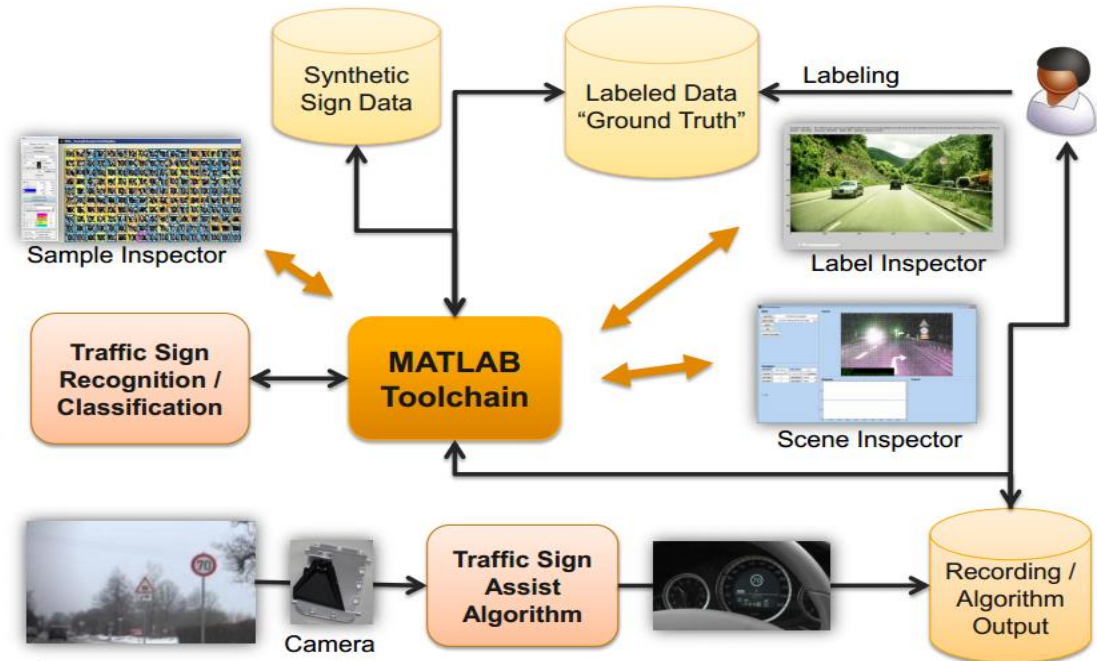 Synthetic
Sign Data
Labeled Data
“Ground Truth”
Labeling
Sample Inspector
Label Inspector
Traffic Sign
Recognition /
Classification
MATLAB
Toolchain
Scene Inspector
70
Camera
Traffic Sign
Assist
Algorithm
70
Recording /
Algorithm
Output